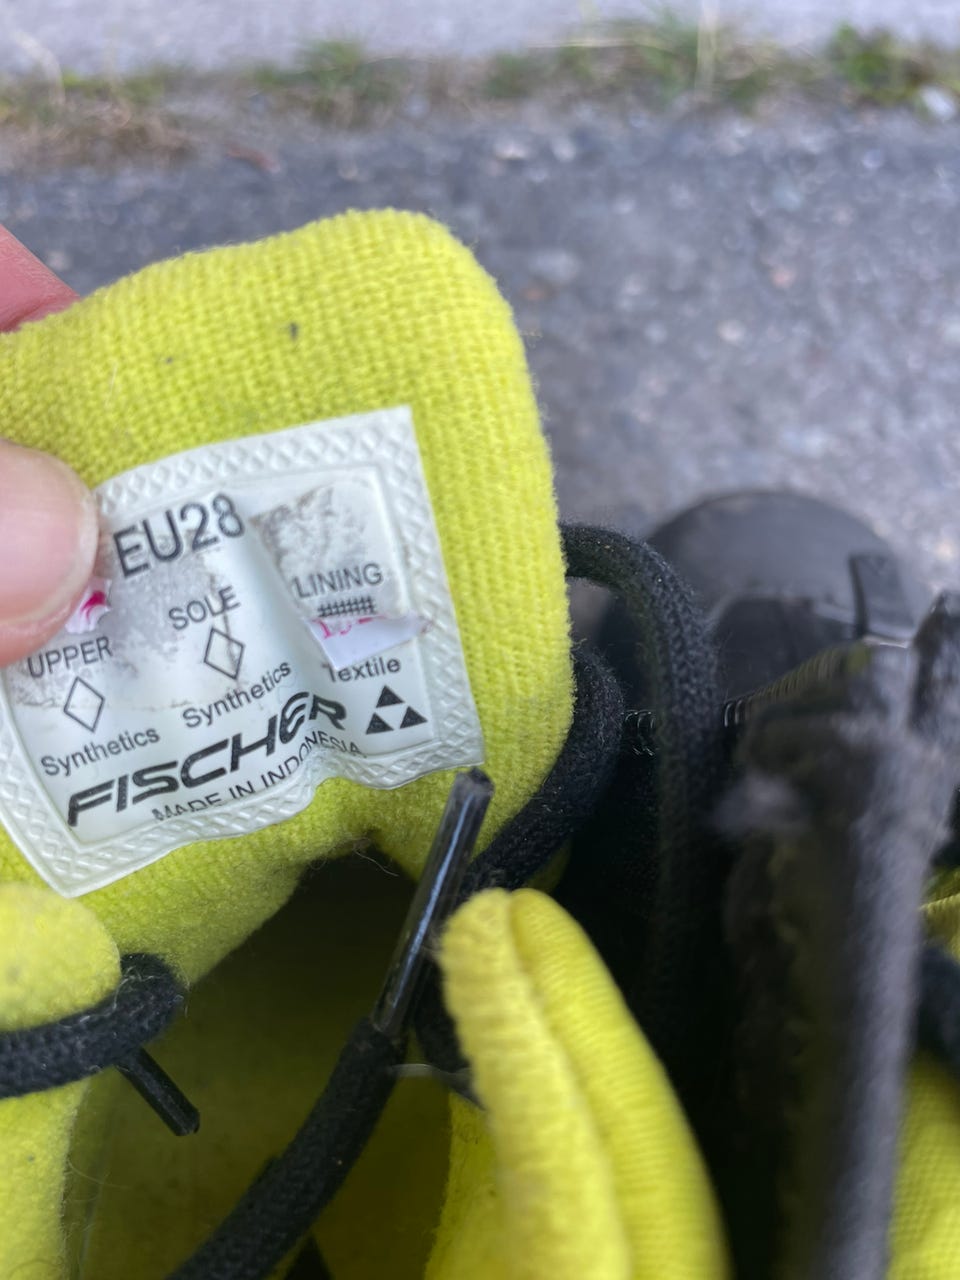 EU28
UPPER SOLE LINING
Synthetics Synthetics Textile
FISCHER
MADE IN INDONESIA